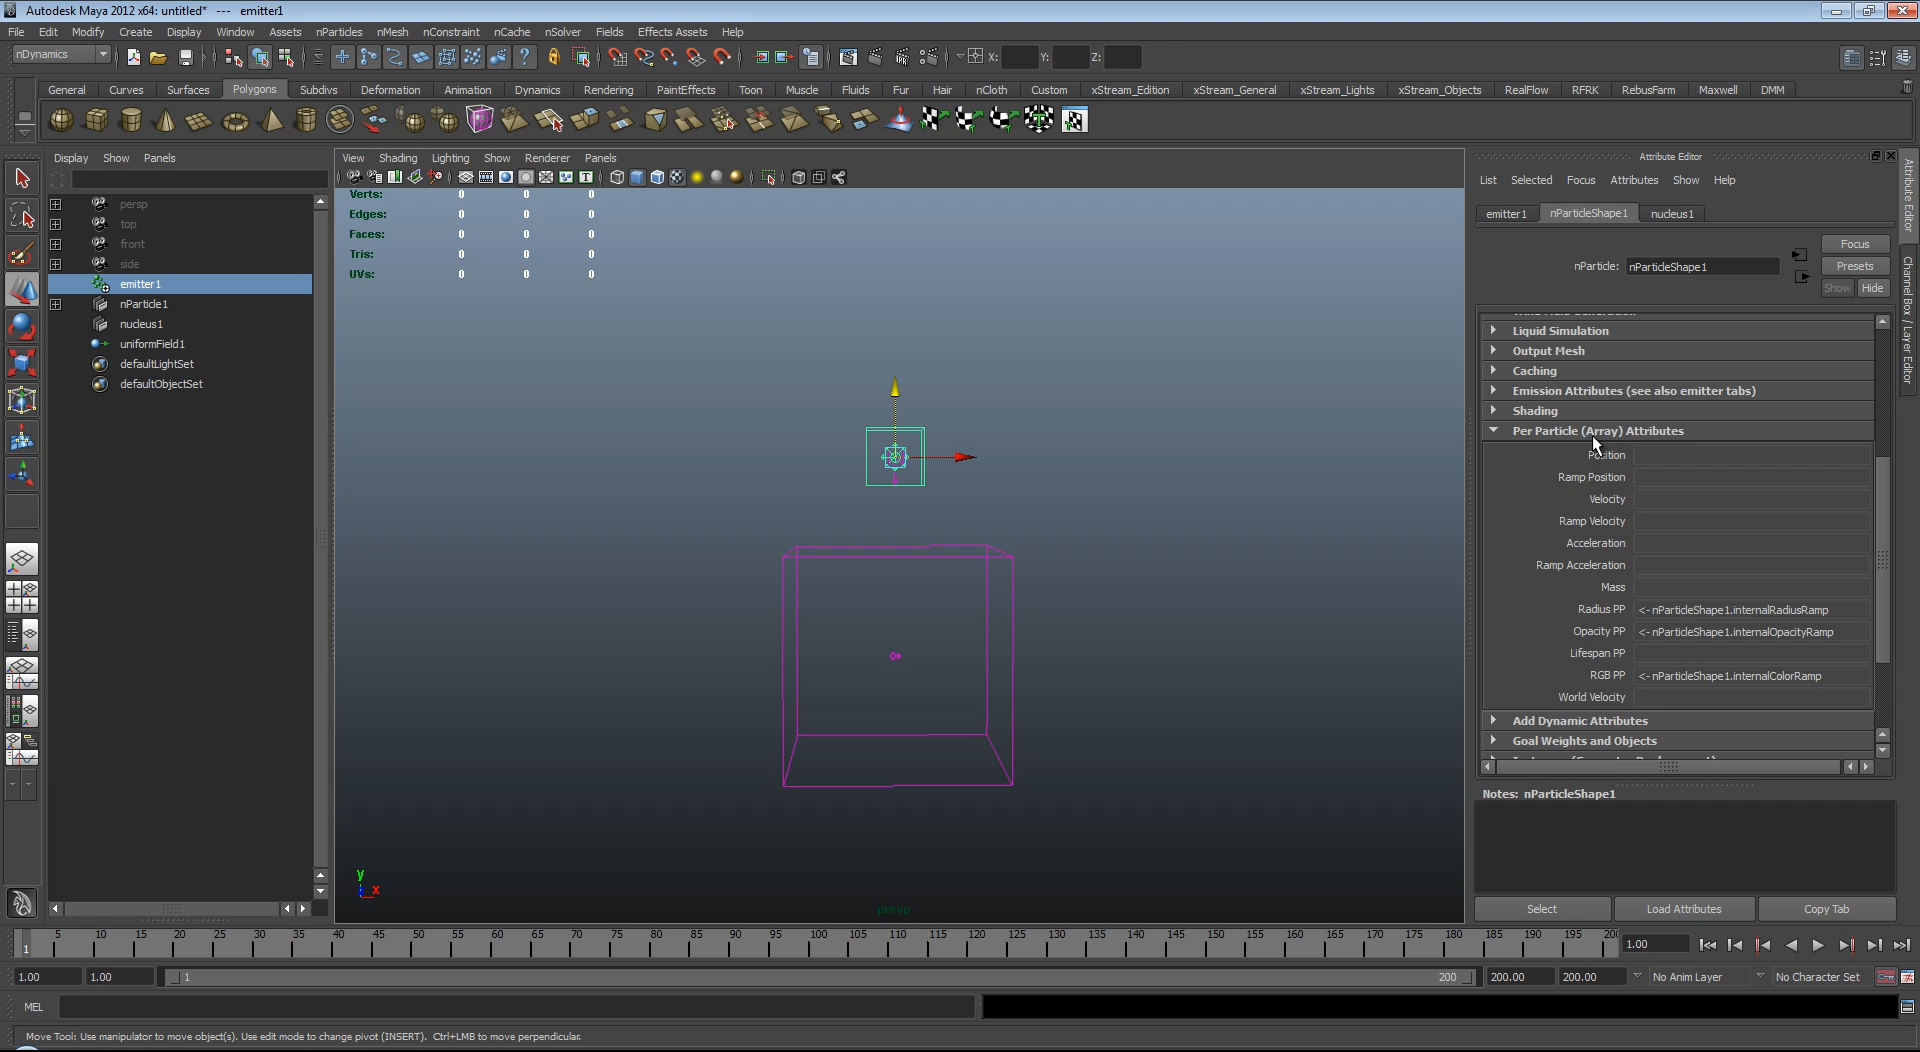 Autodesk Maya 2012 x64: untitled* --- emitter1
File Edit Modify Create Display Window Assets nParticles nMesh nConstraint nCache nSolver Fields Effects Assets Help
nDynamics X: Y: Z:
General Curves Surfaces Polygons Subdivs Deformation Animation Dynamics Rendering PaintEffects Toon Muscle Fluids Fur Hair nCloth Custom xStream_Edition xStream_General xStream_Lights xStream_Objects RealFlow RFRK RebusFarm Maxwell DMM
Display Show Panels
persp
top
front
side
emitter1
nParticle1
nucleus1
uniformField1
defaultLightSet
defaultObjectSet
View Shading Lighting Show Renderer Panels
Verts: 0 0 0
Edges: 0 0 0
Faces: 0 0 0
Tris: 0 0 0
UVs: 0 0 0
y
x
persp
Attribute Editor
List Selected Focus Attributes Show Help
emitter1 nParticleShape1 nucleus1
Focus
nParticle: nParticleShape1 Presets
Show Hide
Liquid Simulation
Output Mesh
Caching
Emission Attributes (see also emitter tabs)
Shading
Per Particle (Array) Attributes
Position
Ramp Position
Velocity
Ramp Velocity
Acceleration
Ramp Acceleration
Mass
Radius PP <- nParticleShape1.internalRadiusRamp
Opacity PP <- nParticleShape1.internalOpacityRamp
Lifespan PP
RGB PP <- nParticleShape1.internalColorRamp
World Velocity
Add Dynamic Attributes
Goal Weights and Objects
Notes: nParticleShape1
Select Load Attributes Copy Tab
Attribute Editor
Channel Box / Layer Editor
1 5 10 15 20 25 30 35 40 45 50 55 60 65 70 75 80 85 90 95 100 105 110 115 120 125 130 135 140 145 150 155 160 165 170 175 180 185 190 195 200 1.00
1.00 1.00 1 200 200.00 200.00 No Anim Layer No Character Set
MEL
Move Tool: Use manipulator to move object(s). Use edit mode to change pivot (INSERT). Ctrl+LMB to move perpendicular.